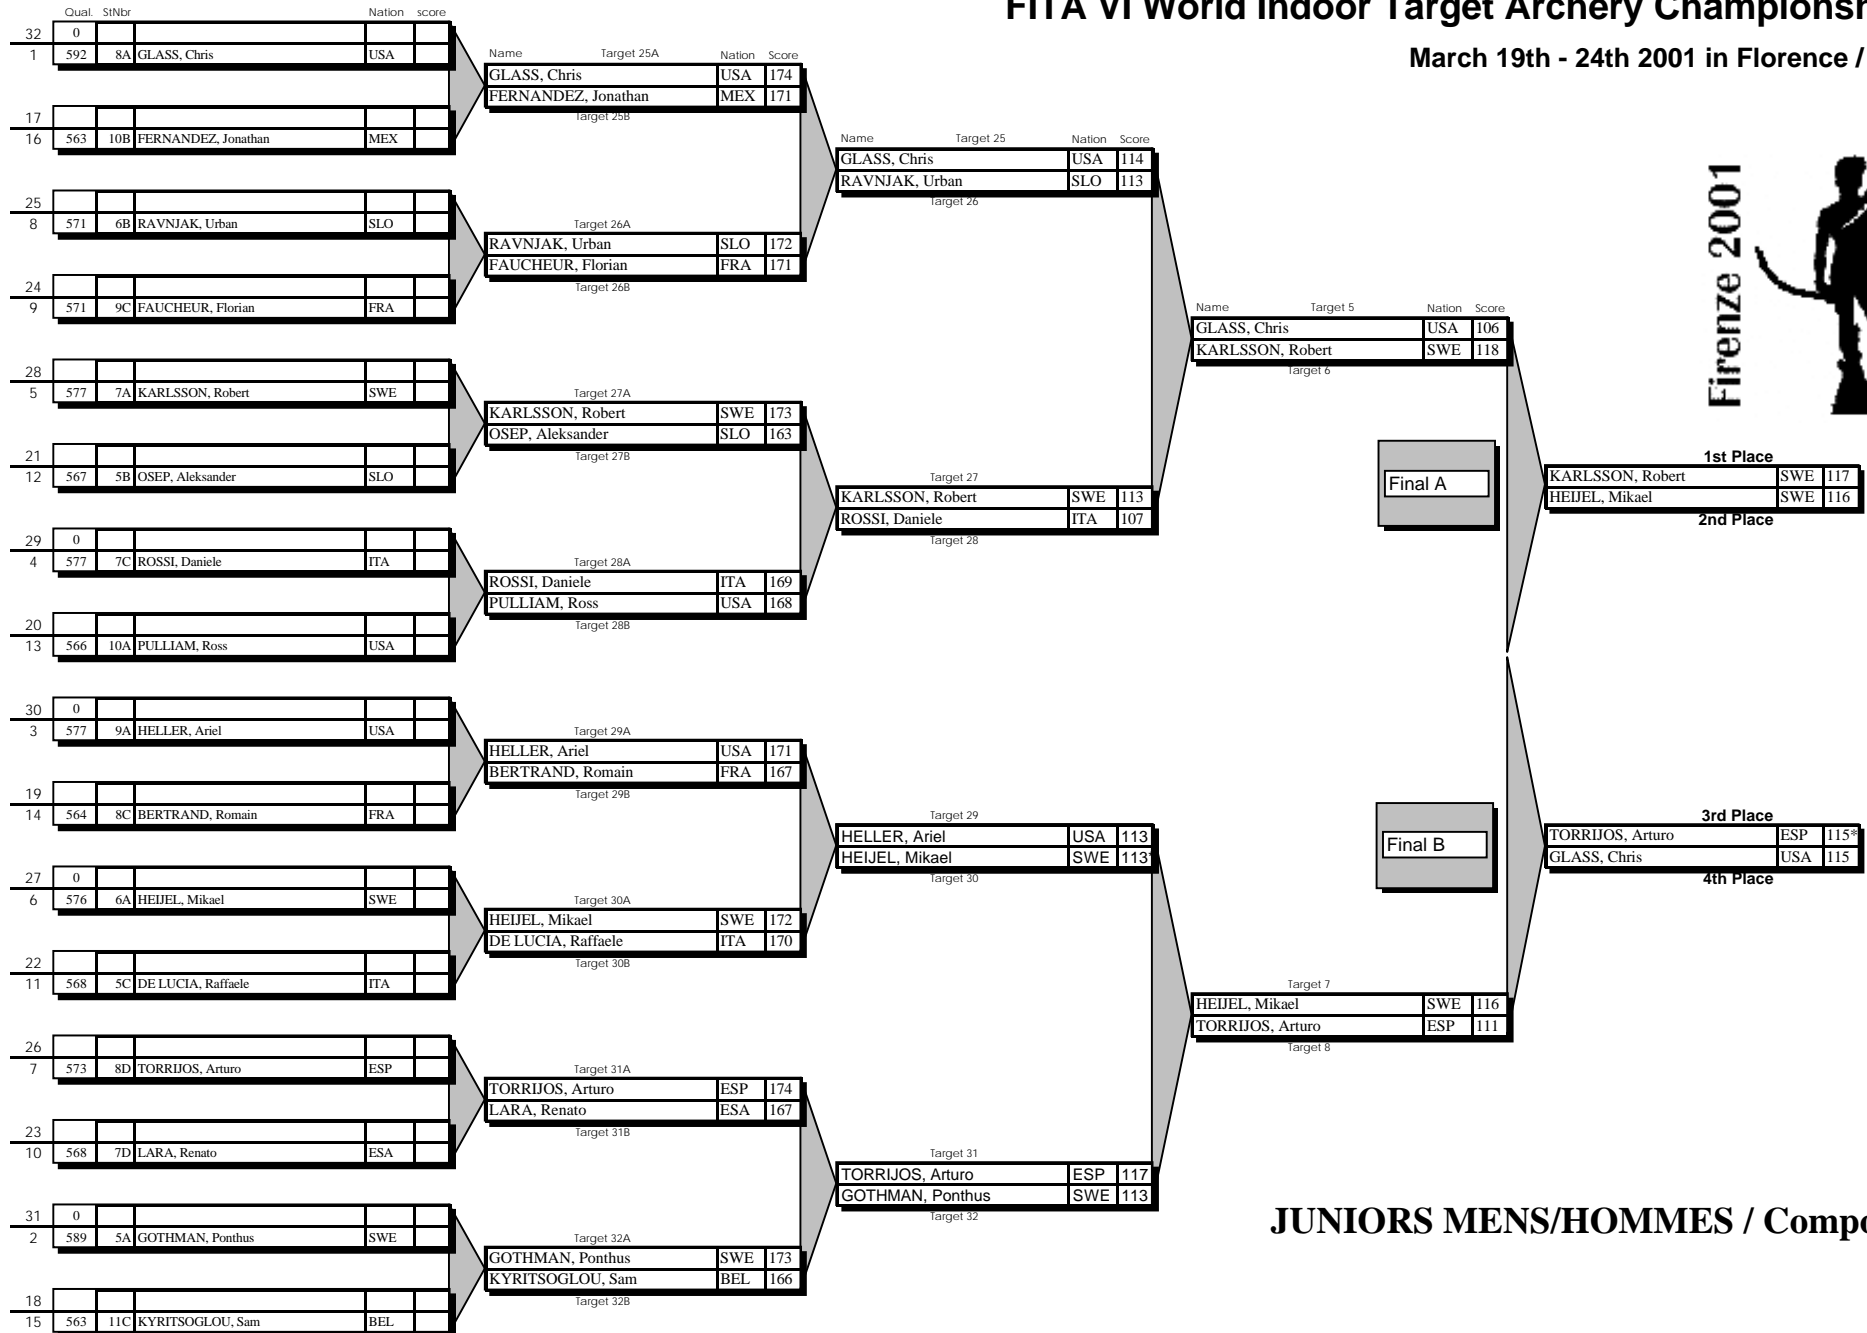 FITA VI World Indoor Target Archery
March 19th - 24th 2001 in Florence /
Firenze 2001
Qual. StNbr Nation score
32 0
1 592 8A GLASS, Chris USA
17
16 563 10B FERNANDEZ, Jonathan MEX
25
8 571 6B RAVNJAK, Urban SLO
24
9 571 9C FAUCHEUR, Florian FRA
28
5 577 7A KARLSSON, Robert SWE
21
12 567 5B OSEP, Aleksander SLO
29 0
4 577 7C ROSSI, Daniele ITA
20
13 566 10A PULLIAM, Ross USA
30 0
3 577 9A HELLER, Ariel USA
19
14 564 8C BERTRAND, Romain FRA
27 0
6 576 6A HEIJEL, Mikael SWE
22
11 568 5C DE LUCIA, Raffaele ITA
26
7 573 8D TORRIJOS, Arturo ESP
23
10 568 7D LARA, Renato ESA
31 0
2 589 5A GOTHMAN, Ponthus SWE
18
15 563 11C KYRITSOGLOU, Sam BEL
Name Target 25A Nation Score
GLASS, Chris USA 174
FERNANDEZ, Jonathan MEX 171
Target 25B
Target 26A
RAVNJAK, Urban SLO 172
FAUCHEUR, Florian FRA 171
Target 26B
Target 27A
KARLSSON, Robert SWE 173
OSEP, Aleksander SLO 163
Target 27B
Target 28A
ROSSI, Daniele ITA 169
PULLIAM, Ross USA 168
Target 28B
Target 29A
HELLER, Ariel USA 171
BERTRAND, Romain FRA 167
Target 29B
Target 30A
HEIJEL, Mikael SWE 172
DE LUCIA, Raffaele ITA 170
Target 30B
Target 31A
TORRIJOS, Arturo ESP 174
LARA, Renato ESA 167
Target 31B
Target 32A
GOTHMAN, Ponthus SWE 173
KYRITSOGLOU, Sam BEL 166
Target 32B
Name Target 25 Nation Score
GLASS, Chris USA 114
RAVNJAK, Urban SLO 113
Target 26
Target 27
KARLSSON, Robert SWE 113
ROSSI, Daniele ITA 107
Target 28
Target 29
HELLER, Ariel USA 113
HEIJEL, Mikael SWE 113*
Target 30
Target 31
TORRIJOS, Arturo ESP 117
GOTHMAN, Ponthus SWE 113
Target 32
Name Target 5 Nation Score
GLASS, Chris USA 106
KARLSSON, Robert SWE 118
Target 6
Target 7
HEIJEL, Mikael SWE 116
TORRIJOS, Arturo ESP 111
Target 8
Final A
1st Place
KARLSSON, Robert SWE 117
HEIJEL, Mikael SWE 116
2nd Place
Final B
3rd Place
TORRIJOS, Arturo ESP 115*
GLASS, Chris USA 115
4th Place
JUNIORS MENS/HOMMES /